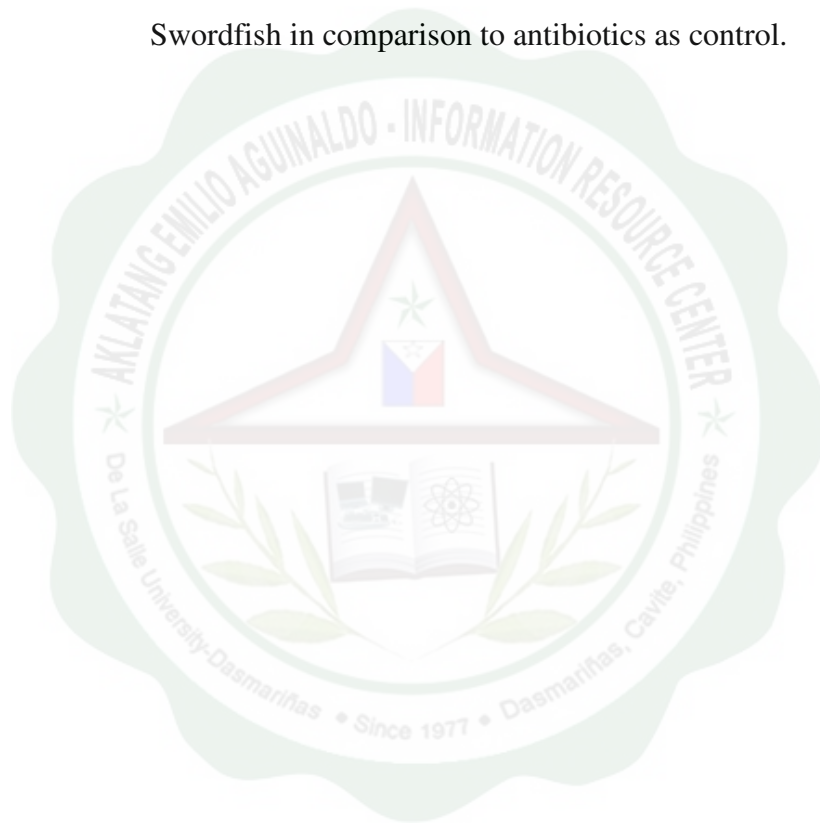 Swordfish in comparison to antibiotics as control.
AKLATANG EMILIO AGUINALDO - INFORMATION RESOURCE CENTER
De La Salle University-Dasmariñas • Since 1977 • Dasmariñas, Cavite, Philippines